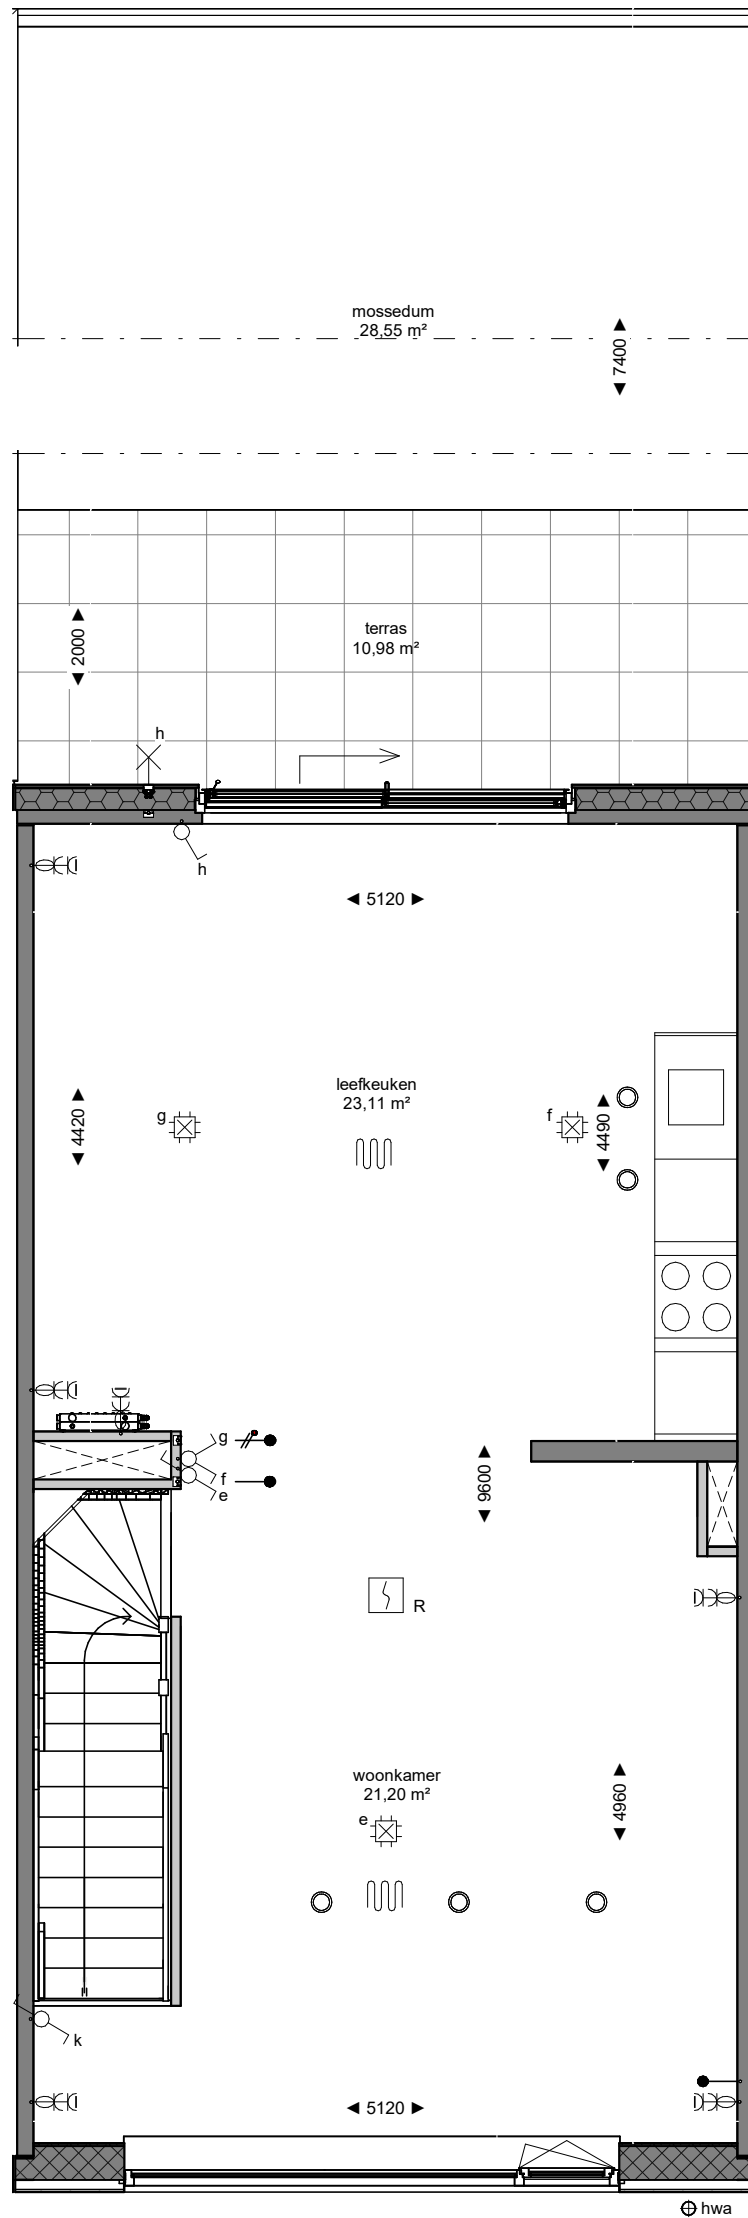 mossedum
28,55 m²
7400
terras
10,98 m²
2000
h
h
5120
leefkeuken
23,11 m²
g
f
4420
4490
g
f
e
9600
R
woonkamer
21,20 m²
e
4960
k
5120
hwa